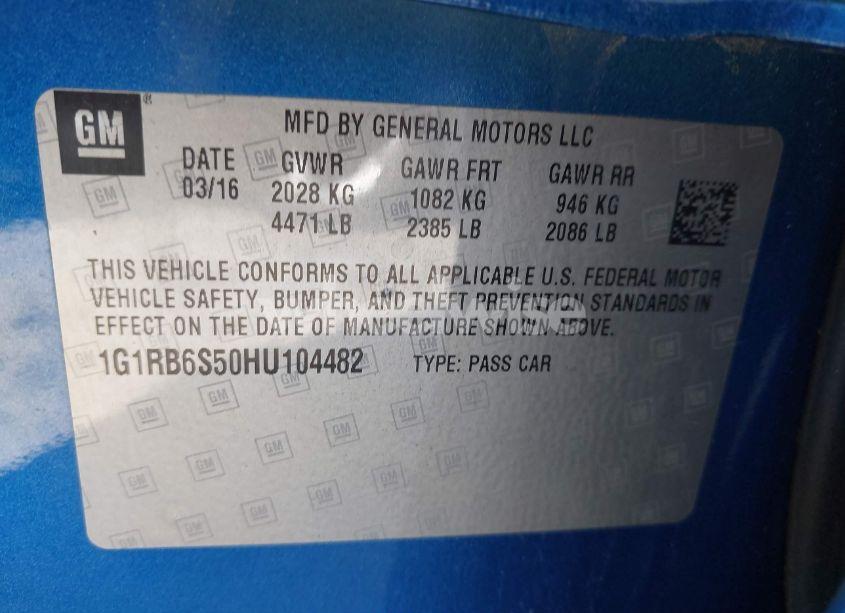 GM
MFD BY GENERAL MOTORS LLC
DATE GVWR GAWR FRT GAWR RR
03/16 2028 KG 1082 KG 946 KG
4471 LB 2385 LB 2086 LB
THIS VEHICLE CONFORMS TO ALL APPLICABLE U.S. FEDERAL MOTOR
VEHICLE SAFETY, BUMPER, AND THEFT PREVENTION STANDARDS IN
EFFECT ON THE DATE OF MANUFACTURE SHOWN ABOVE.
1G1RB6S50HU104482 TYPE: PASS CAR